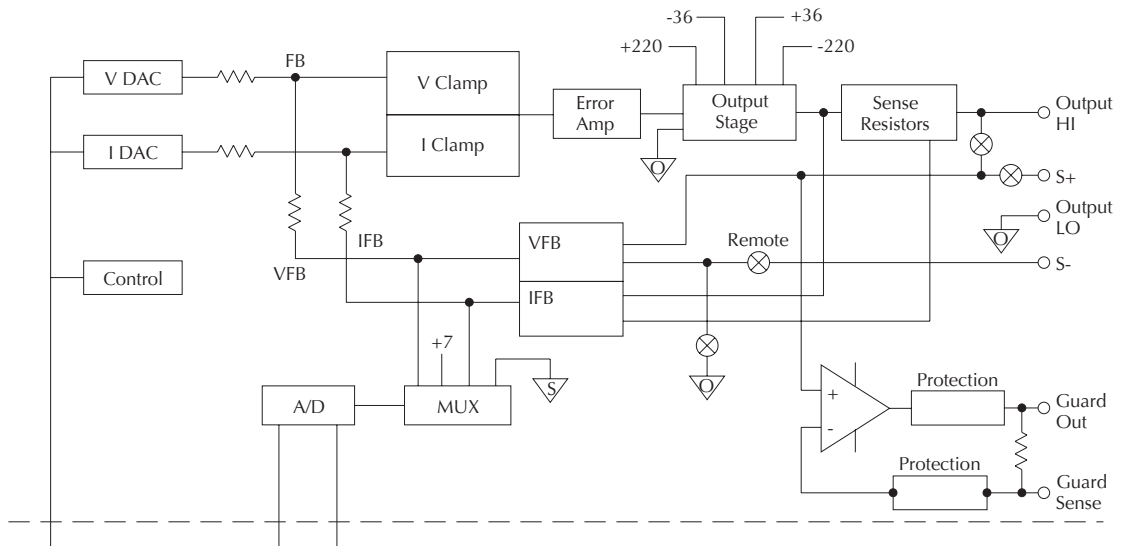 -36
+36
+220
-220
FB
V DAC
V Clamp
Error
Amp
Output
Stage
Sense
Resistors
Output
HI
I DAC
I Clamp
O
S+
Output
LO
O
IFB
VFB
VFB
Remote
S-
Control
IFB
+7
S
O
A/D
MUX
+
-
Protection
Guard
Out
Protection
Guard
Sense